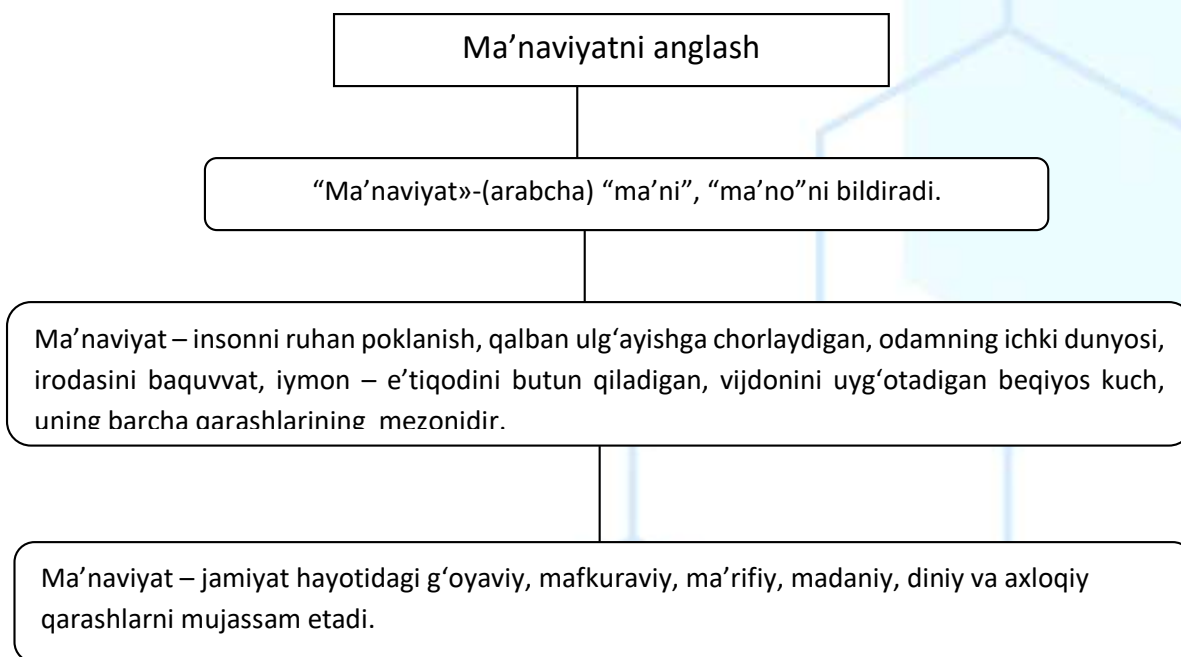 Ma’naviyatni anglash
“Ma’naviyat»-(arabcha) “ma’ni”, “ma’no”ni bildiradi.
Ma’naviyat – insonni ruhan poklanish, qalban ulg‘ayishga chorlaydigan, odamning ichki dunyosi,
irodasini baquvvat, iymon – e’tiqodini butun qiladigan, vijdonini uyg‘otadigan beqiyos kuch,
uning barcha qarashlarining mezonidir.
Ma’naviyat – jamiyat hayotidagi g‘oyaviy, mafkuraviy, ma’rifiy, madaniy, diniy va axloqiy
qarashlarni mujassam etadi.